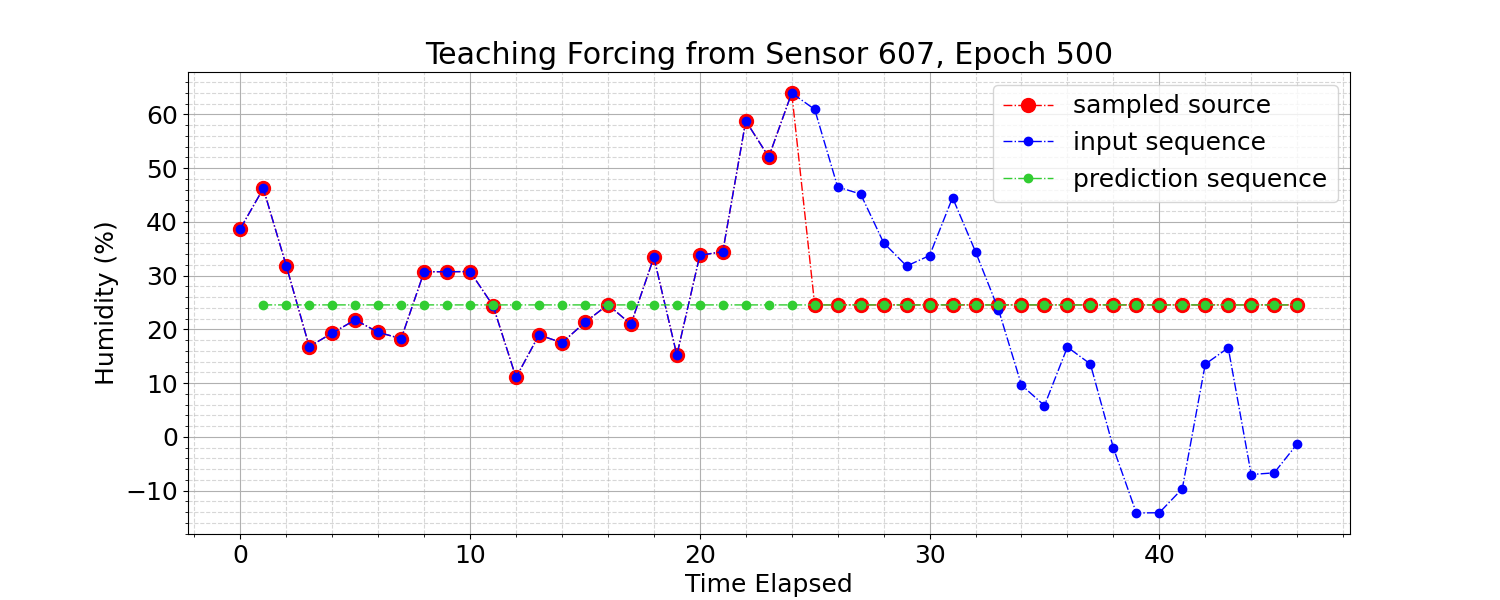 Teaching Forcing from Sensor 607, Epoch 500
sampled source
input sequence
prediction sequence
Humidity (%)
60
50
40
30
20
10
0
−10
0 10 20 30 40
Time Elapsed